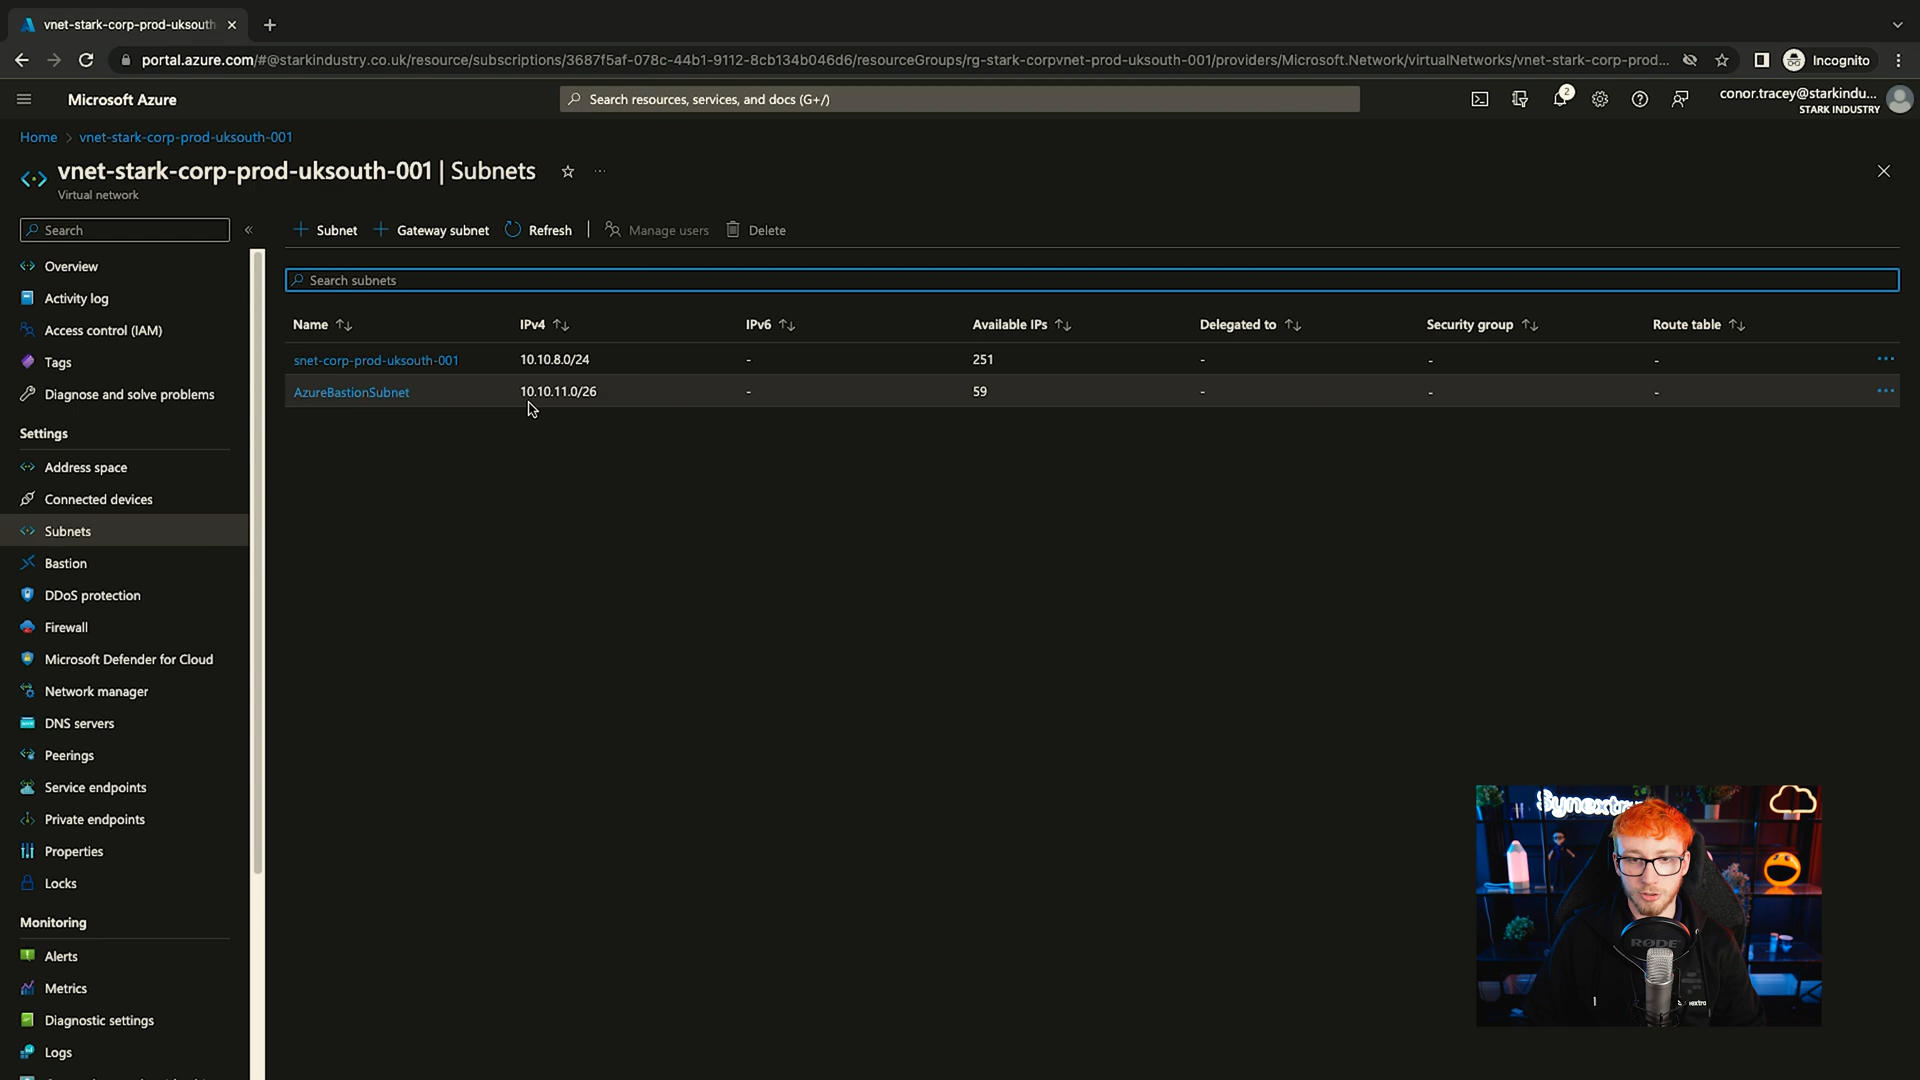 vnet-stark-corp-prod-uksouth
portal.azure.com/#@starkindustry.co.uk/resource/subscriptions/3687f5af-078c-44b1-9112-8cb134b046d6/resourceGroups/rg-stark-corpvnet-prod-uksouth-001/providers/Microsoft.Network/virtualNetworks/vnet-stark-corp-prod...
Incognito
Microsoft Azure
Search resources, services, and docs (G+/)
2
conor.tracey@starkindu...
STARK INDUSTRY
Home > vnet-stark-corp-prod-uksouth-001
vnet-stark-corp-prod-uksouth-001 | Subnets
Virtual network
Search
Subnet
Gateway subnet
Refresh
Manage users
Delete
Search subnets
Name IPv4 IPv6 Available IPs Delegated to Security group Route table
snet-corp-prod-uksouth-001 10.10.8.0/24 - 251 - - -
AzureBastionSubnet 10.10.11.0/26 - 59 - - -
Overview
Activity log
Access control (IAM)
Tags
Diagnose and solve problems
Settings
Address space
Connected devices
Subnets
Bastion
DDoS protection
Firewall
Microsoft Defender for Cloud
Network manager
DNS servers
Peerings
Service endpoints
Private endpoints
Properties
Locks
Monitoring
Alerts
Metrics
Diagnostic settings
Logs
RØDE